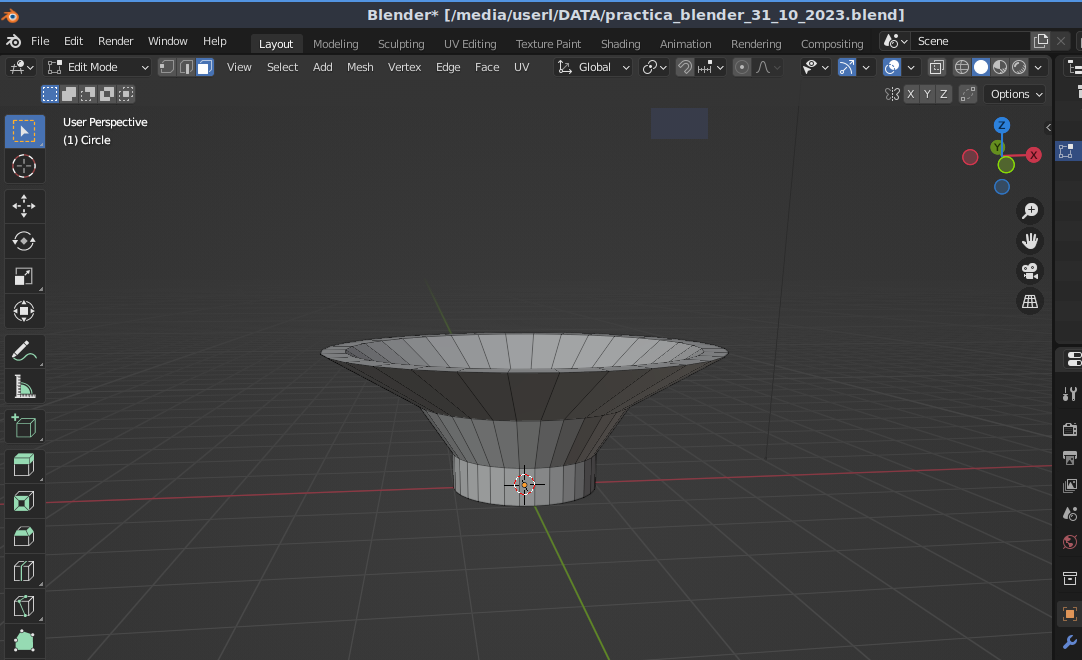 Blender* [/media/userl/DATA/practica_blender_31_10_2023.blend]
File Edit Render Window Help Layout Modeling Sculpting UV Editing Texture Paint Shading Animation Rendering Compositing Scene
Edit Mode View Select Add Mesh Vertex Edge Face UV Global
X Y Z Options
User Perspective
(1) Circle
Z
Y
X